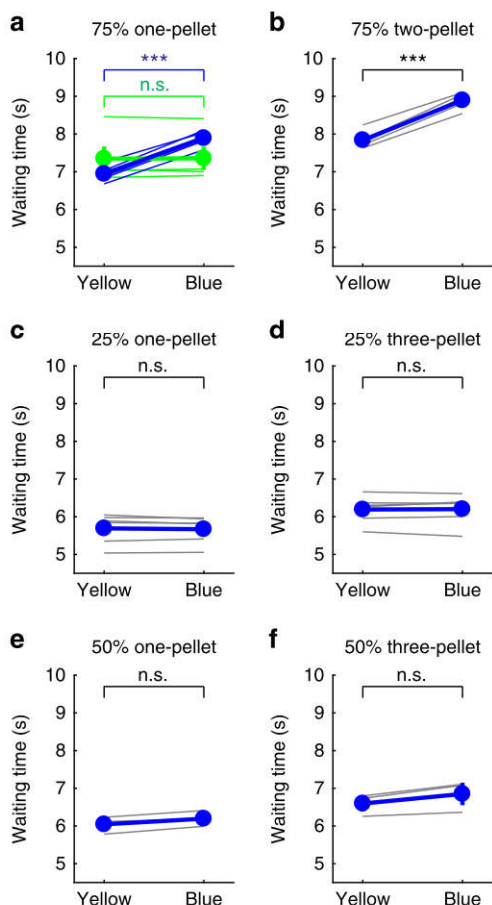 a 75% one-pellet
10
9
8
7
6
5
Waiting time (s)
***
n.s.
Yellow Blue
b 75% two-pellet
10
9
8
7
6
5
Waiting time (s)
***
Yellow Blue
c 25% one-pellet
10
9
8
7
6
5
Waiting time (s)
n.s.
Yellow Blue
d 25% three-pellet
10
9
8
7
6
5
Waiting time (s)
n.s.
Yellow Blue
e 50% one-pellet
10
9
8
7
6
5
Waiting time (s)
n.s.
Yellow Blue
f 50% three-pellet
10
9
8
7
6
5
Waiting time (s)
n.s.
Yellow Blue